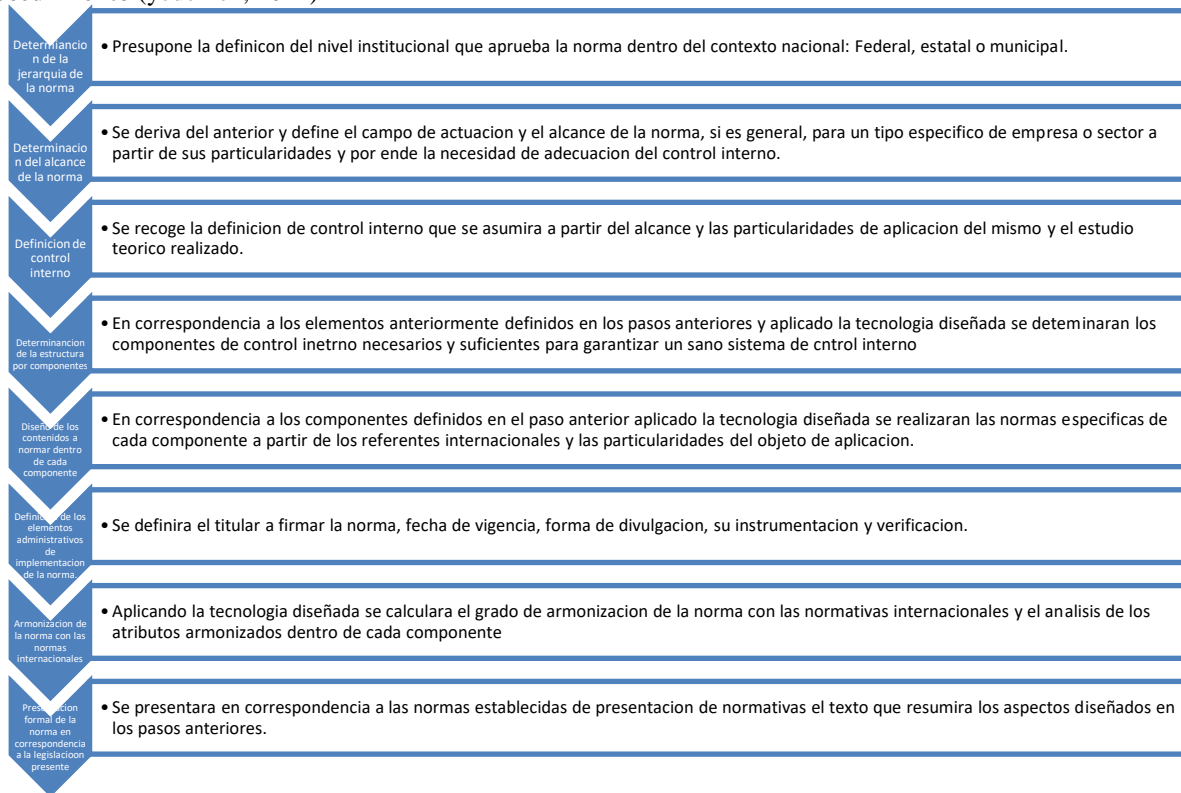 Determiancio
n de la
jerarquia de
la norma
• Presupone la definicon del nivel institucional que aprueba la norma dentro del contexto nacional: Federal, estatal o municipal.
Determinacio
n del alcance
de la norma
• Se deriva del anterior y define el campo de actuacion y el alcance de la norma, si es general, para un tipo especifico de empresa o sector a
partir de sus particularidades y por ende la necesidad de adecuacion del control interno.
Definicion de
control
interno
• Se recoge la definicion de control interno que se asumira a partir del alcance y las particularidades de aplicacion del mismo y el estudio
teorico realizado.
Determinancion
de la estructura
por componentes
• En correspondencia a los elementos anteriormente definidos en los pasos anteriores y aplicado la tecnologia diseñada se deteminaran los
componentes de control inetrno necesarios y suficientes para garantizar un sano sistema de cntrol interno
Diseño de los
contenidos a
normar dentro
de cada
componente
• En correspondencia a los componentes definidos en el paso anterior aplicado la tecnologia diseñada se realizaran las normas especificas de
cada componente a partir de los referentes internacionales y las particularidades del objeto de aplicacion.
de los
elementos
administrativos
de
implementacion
de la norma.
• Se definira el titular a firmar la norma, fecha de vigencia, forma de divulgacion, su instrumentacion y verificacion.
Armonizacion de
la norma con las
normas
internacionales
• Aplicando la tecnologia diseñada se calculara el grado de armonizacion de la norma con las normativas internacionales y el analisis de los
atributos armonizados dentro de cada componente
formal de la
norma en
correspondencia
a la legislacioon
presente
• Se presentara en correspondencia a las normas establecidas de presentacion de normativas el texto que resumira los aspectos diseñados en
los pasos anteriores.